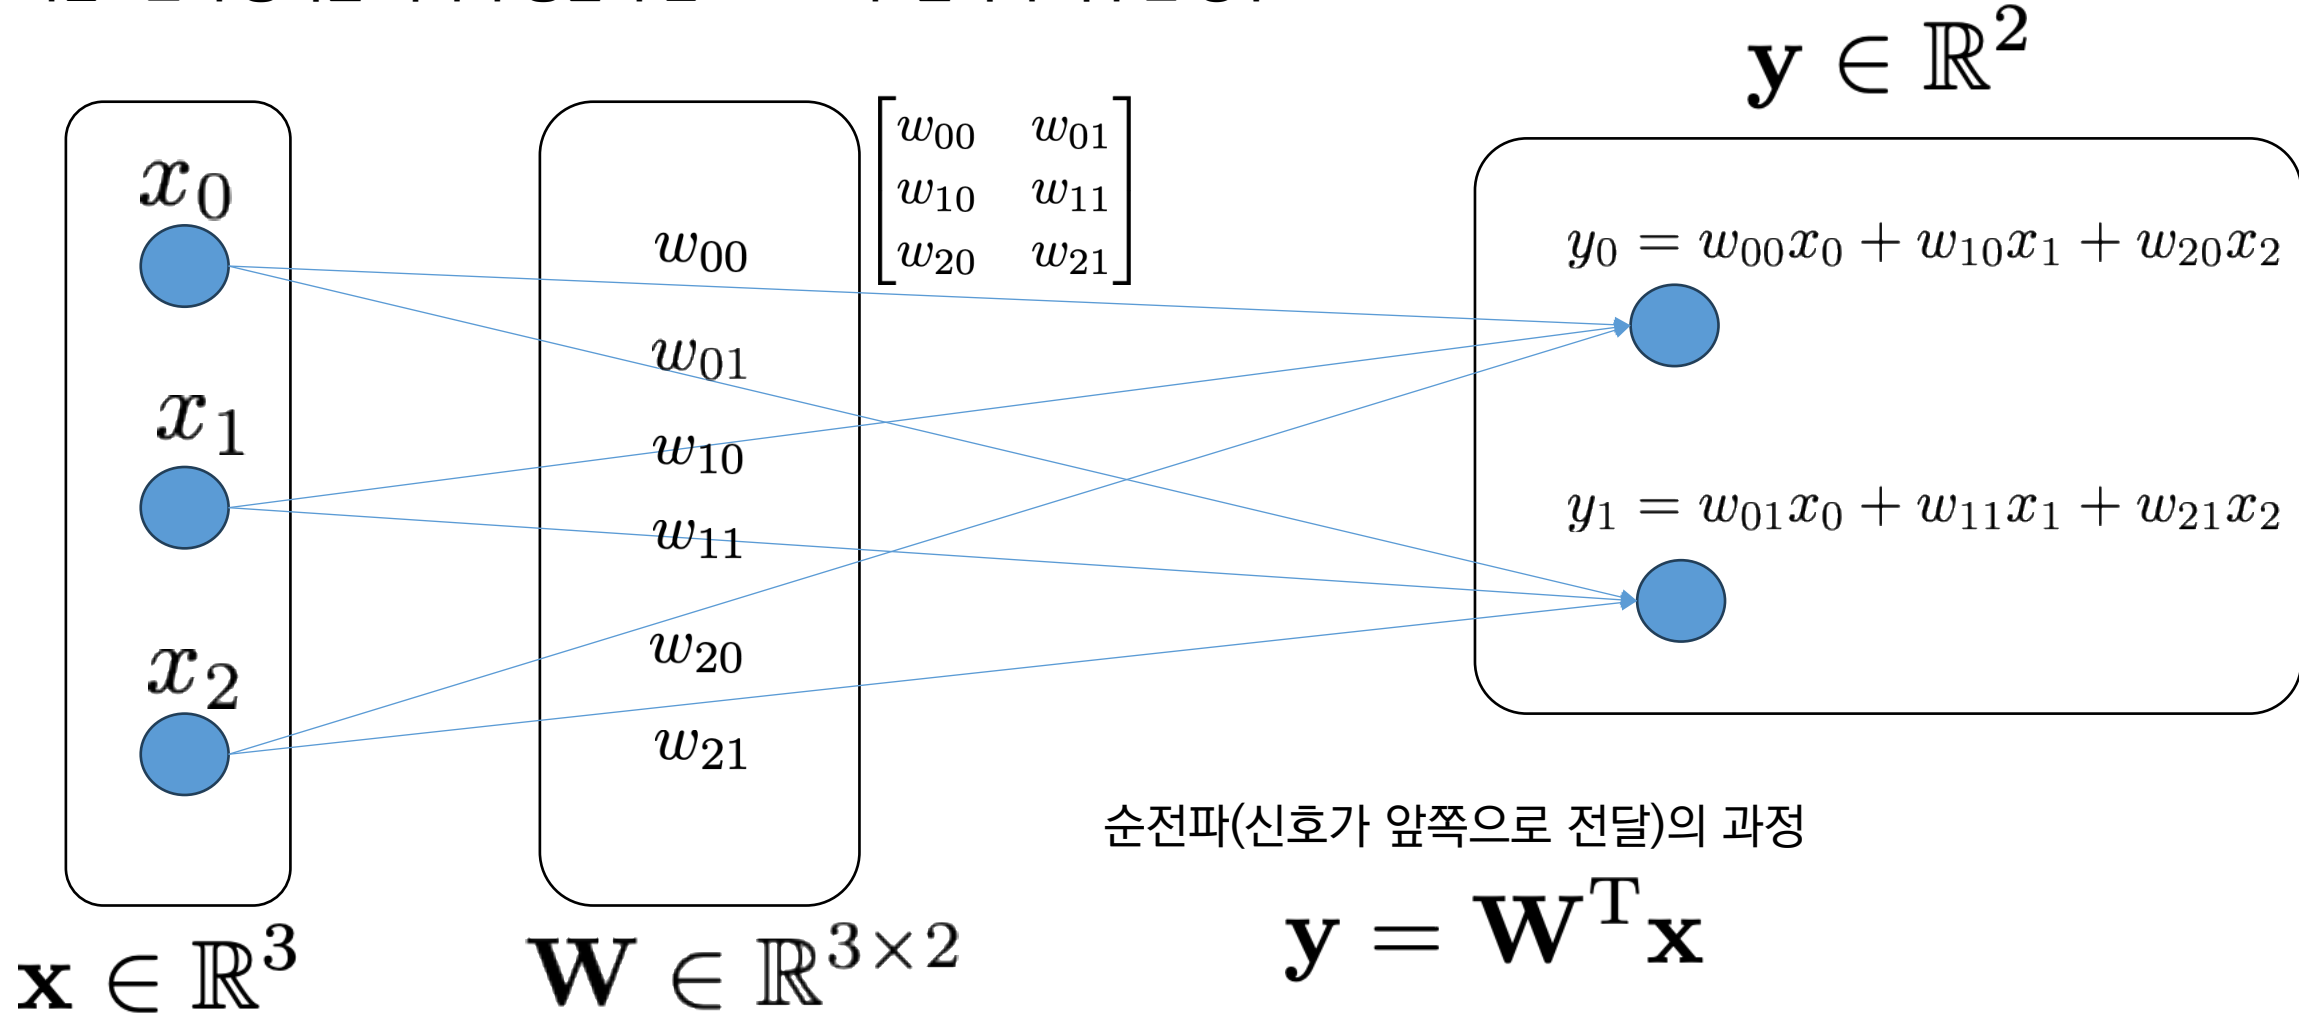 y ∈ ℝ²
x₀
x₁
x₂
w₀₀
w₀₁
w₁₀
w₁₁
w₂₀
w₂₁
w₀₀ w₀₁
w₁₀ w₁₁
w₂₀ w₂₁
y₀ = w₀₀x₀ + w₁₀x₁ + w₂₀x₂
y₁ = w₀₁x₀ + w₁₁x₁ + w₂₁x₂
순전파(신호가 앞쪽으로 전달)의 과정
y = Wᵀx
x ∈ ℝ³
W ∈ ℝ³ˣ²